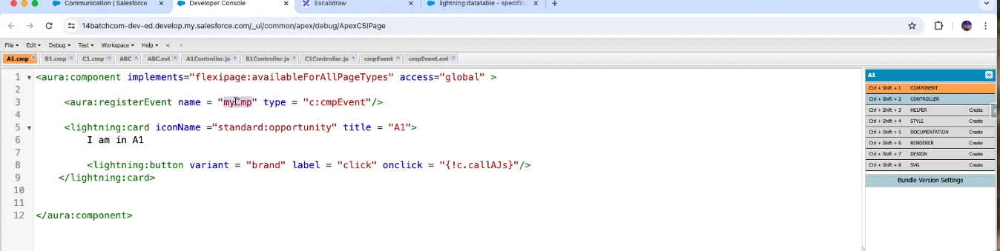 Communication | Salesforce
Developer Console
Excalidraw
lightning:datatable - specific
14batchcom-dev-ed.develop.my.salesforce.com/_ui/common/apex/debug/ApexCSIPage
File Edit Debug Test Workspace Help < >
A1.cmp B1.cmp C1.cmp ABC ABC.evt A1Controller.js B1Controller.js C1Controller.js cmpEvent cmpEvent.evt
1 <aura:component implements="flexipage:availableForAllPageTypes" access="global" >
2
3 <aura:registerEvent name = "myCmp" type = "c:cmpEvent"/>
4
5 <lightning:card iconName ="standard:opportunity" title = "A1">
6 I am in A1
7
8 <lightning:button variant = "brand" label = "click" onclick = "{!c.callAJs}"/>
9 </lightning:card>
10
11
12 </aura:component>
A1
Ctrl + Shift + 1 COMPONENT
Ctrl + Shift + 2 CONTROLLER
Ctrl + Shift + 3 HELPER Create
Ctrl + Shift + 4 STYLE Create
Ctrl + Shift + 5 DOCUMENTATION Create
Ctrl + Shift + 6 RENDERER Create
Ctrl + Shift + 7 DESIGN Create
Ctrl + Shift + 8 SVG Create
Bundle Version Settings